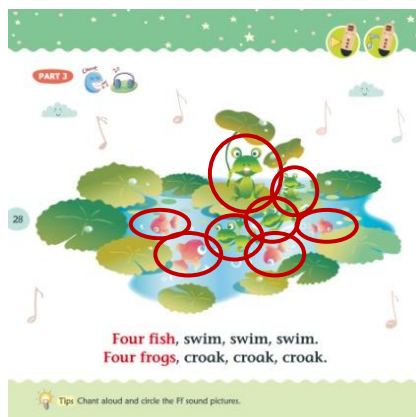 PART 3
Chant
28
Four fish, swim, swim, swim.
Four frogs, croak, croak, croak.
Tips Chant aloud and circle the Ff sound pictures.